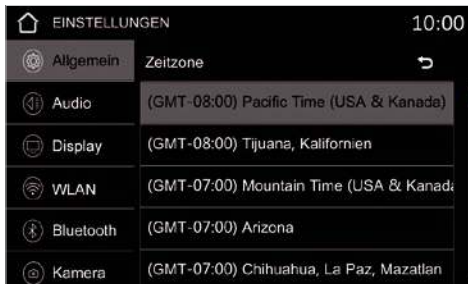 EINSTELLUNGEN 10:00
Allgemein
Zeitzone
(GMT-08:00) Pacific Time (USA & Kanada)
Audio
(GMT-08:00) Tijuana, Kalifornien
Display
(GMT-07:00) Mountain Time (USA & Kanada
WLAN
(GMT-07:00) Arizona
Bluetooth
(GMT-07:00) Chihuahua, La Paz, Mazatlan
Kamera